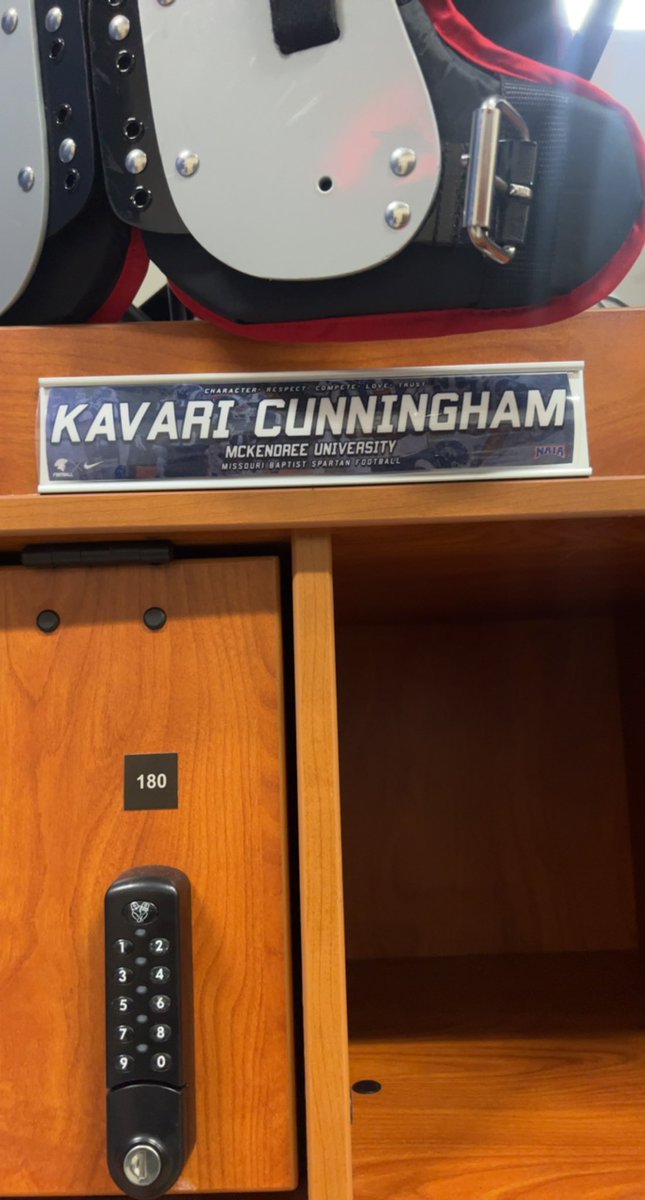 CHARACTER· RESPECT· COMPETE· LOVE· TRUST
KAVARI CUNNINGHAM
MCKENDREE UNIVERSITY
MISSOURI BAPTIST SPARTAN FOOTBALL
FOOTBALL
NAIA
180
1 2
3 4
5 6
7 8
9 0